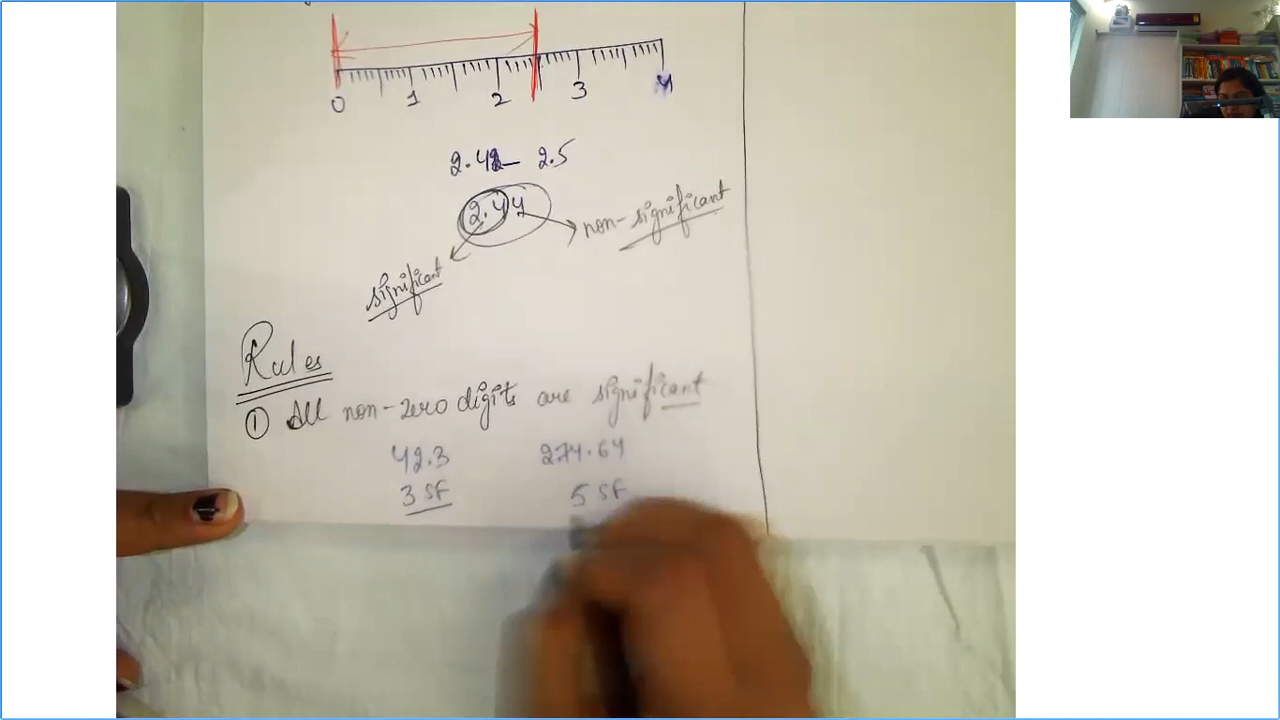 0 1 2 3 4
2.42 2.5
2.44
non-significant
significant
Rules
① All non-zero digits are significant
42.3 274.64
3 SF 5 SF